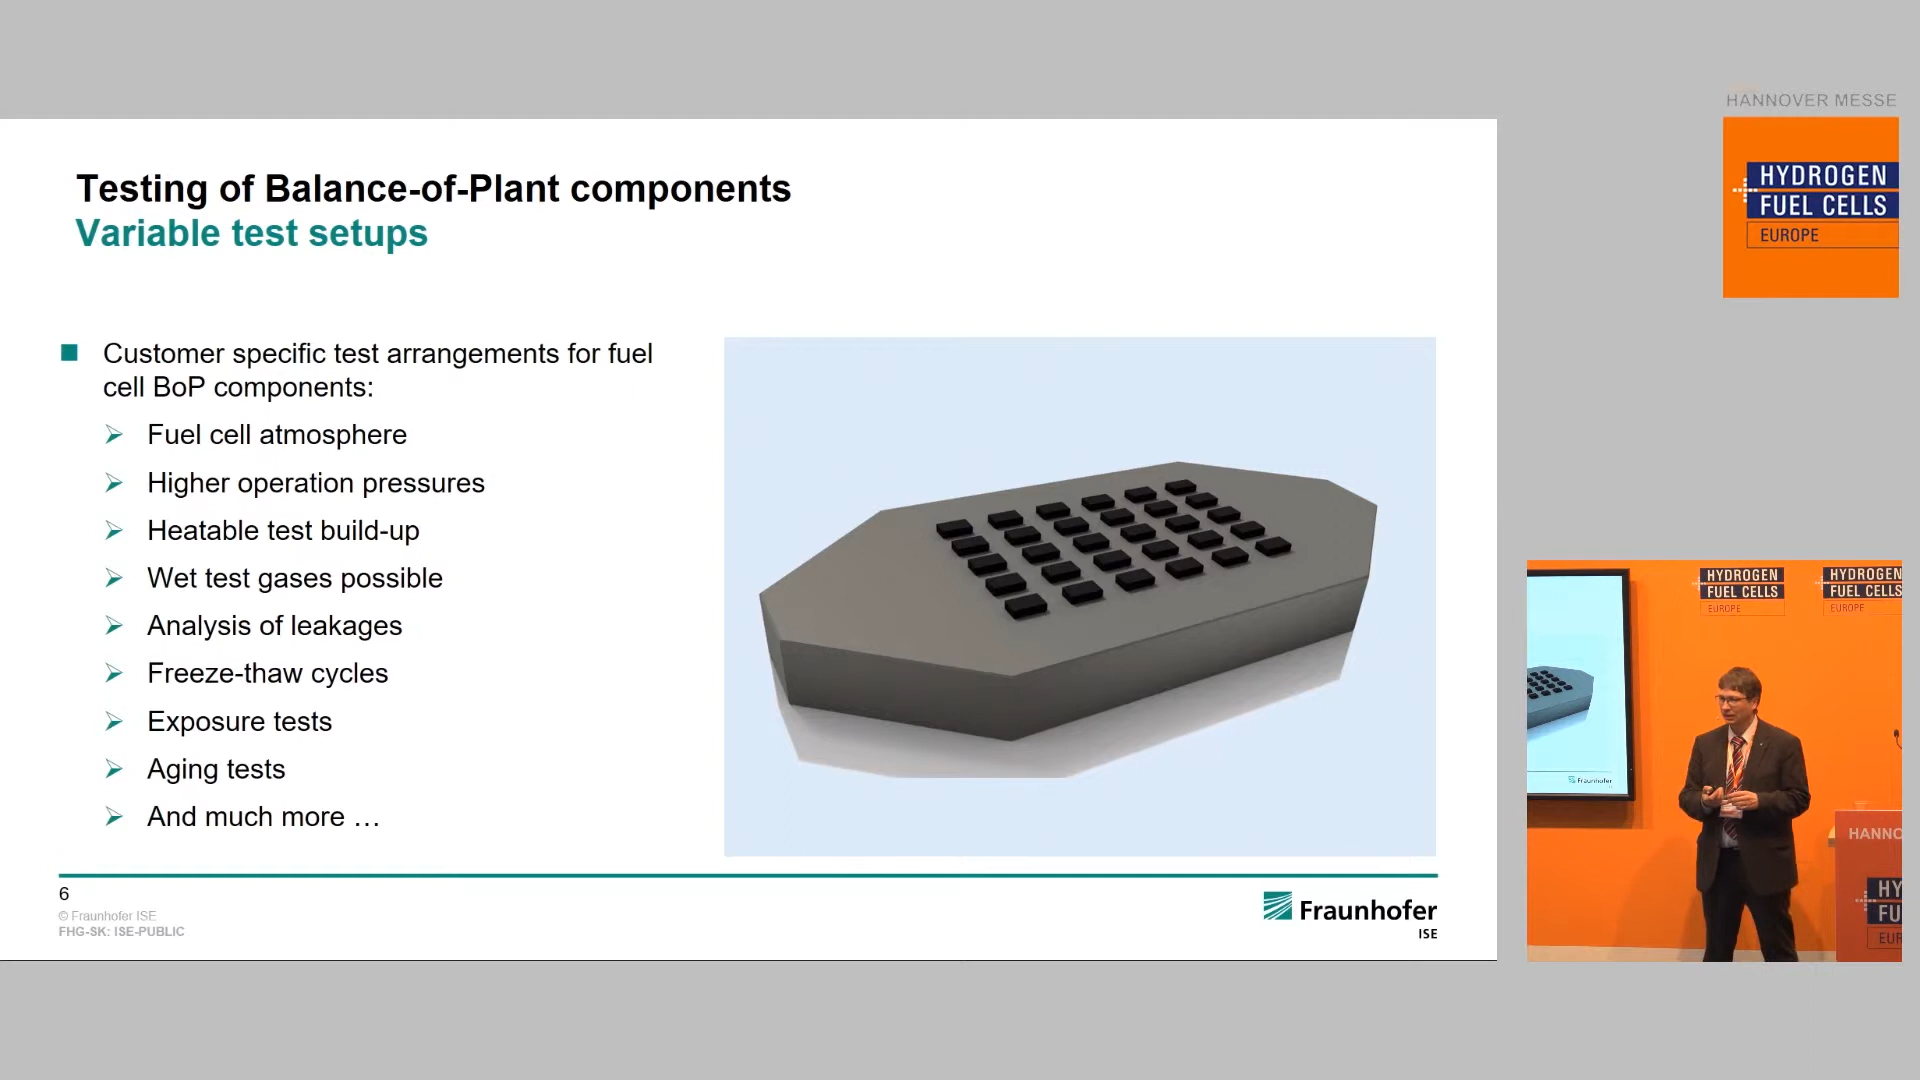 HANNOVER MESSE
HYDROGEN
FUEL CELLS
EUROPE
Testing of Balance-of-Plant components
Variable test setups
Customer specific test arrangements for fuel
cell BoP components:
Fuel cell atmosphere
Higher operation pressures
Heatable test build-up
Wet test gases possible
Analysis of leakages
Freeze-thaw cycles
Exposure tests
Aging tests
And much more …
6
© Fraunhofer ISE
FHG-SK: ISE-PUBLIC
Fraunhofer
ISE
HYDROGEN
FUEL CELLS
EUROPE
HYDROGEN
FUEL CELLS
EUROPE
Fraunhofer
HANNO
HY
FU
EUR